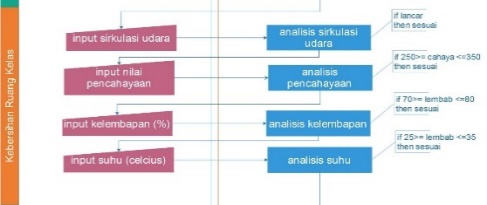 Kebersihan Ruang Kelas
input sirkulasi udara
analisis sirkulasi
udara
if lancar
then sesuai
input nilai
pencahayaan
analisis
pencahayaan
if 250>= cahaya <=350
then sesuai
input kelembapan (%)
analisis kelembapan
if 70>= lembab <=80
then sesuai
input suhu (celcius)
analisis suhu
if 25>= lembab <=35
then sesuai